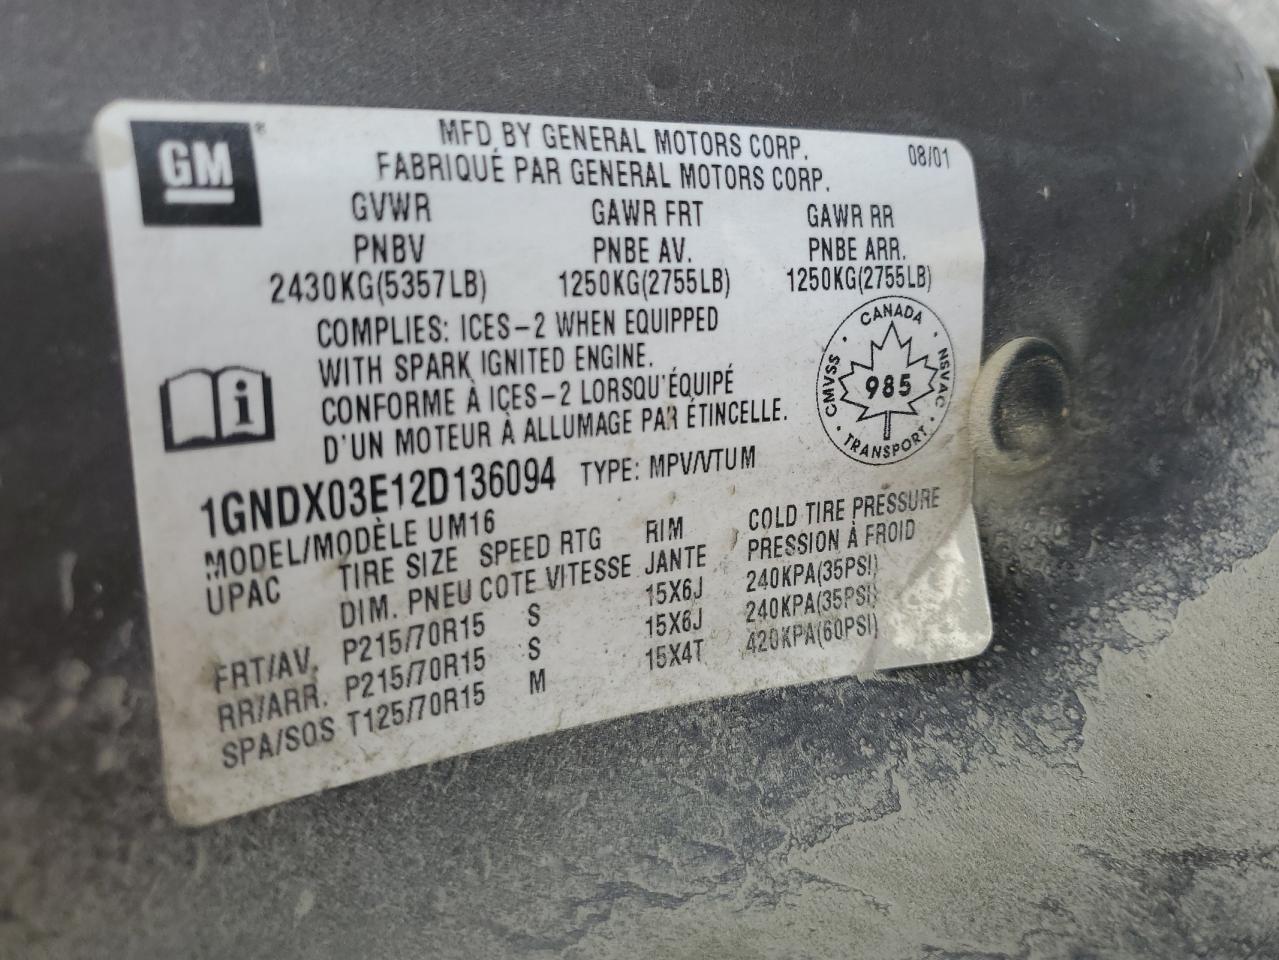 GM®
MFD. BY GENERAL MOTORS CORP. 08/01
FABRIQUÉ PAR GENERAL MOTORS CORP.
GVWR GAWR FRT GAWR RR
PNBV PNBE AV. PNBE ARR.
2430KG(5357LB) 1250KG(2755LB) 1250KG(2755LB)
COMPLIES: ICES-2 WHEN EQUIPPED
WITH SPARK IGNITED ENGINE.
CONFORME À ICES-2 LORSQU'ÉQUIPÉ
D'UN MOTEUR À ALLUMAGE PAR ÉTINCELLE.
i
CANADA
CMVSS · NSVAC
985
TRANSPORT
1GNDX03E12D136094 TYPE: MPV/VTUM
MODEL/MODÈLE UM16
UPAC TIRE SIZE SPEED RTG RIM COLD TIRE PRESSURE
DIM. PNEU COTE VITESSE JANTE PRESSION À FROID
FRT/AV. P215/70R15 S 15X6J 240KPA(35PSI)
RR/ARR. P215/70R15 S 15X6J 240KPA(35PSI)
SPA/SOS T125/70R15 M 15X4T 420KPA(60PSI)